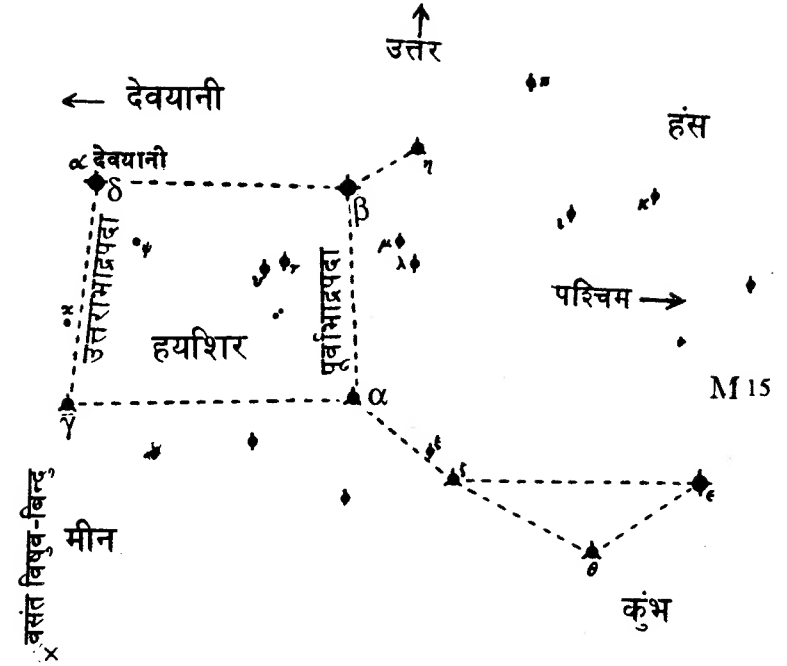 उत्तर
π
← देवयानी
हंस
η
α देवयानी
δ
β
κ
ι
ψ
μ
λ
υ
τ
उत्तराभाद्रपदा
पूर्वाभाद्रपदा
पश्चिम →
χ
हयशिर
M 15
γ
α
ξ
ζ
ε
θ
मीन
वसंत विषुव-बिन्दु
×
कुंभ